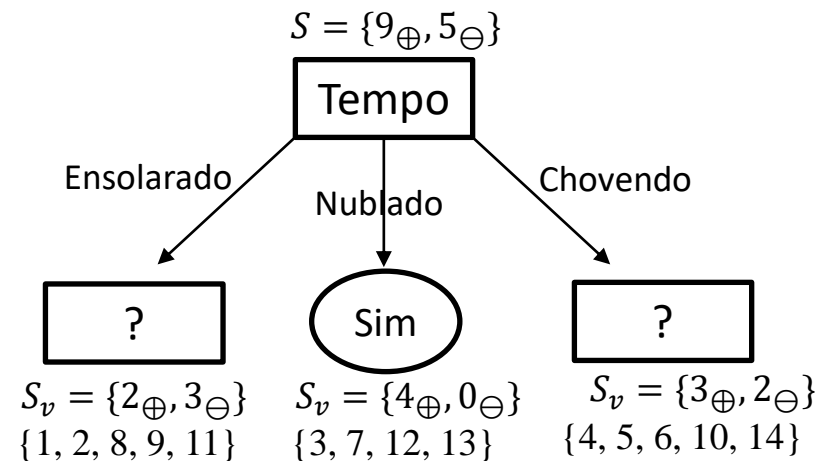 S = {9⊕, 5⊖}
Tempo
Ensolarado
Nublado
Chovendo
?
Sim
?
Sᵥ = {2⊕, 3⊖}
{1, 2, 8, 9, 11}
Sᵥ = {4⊕, 0⊖}
{3, 7, 12, 13}
Sᵥ = {3⊕, 2⊖}
{4, 5, 6, 10, 14}